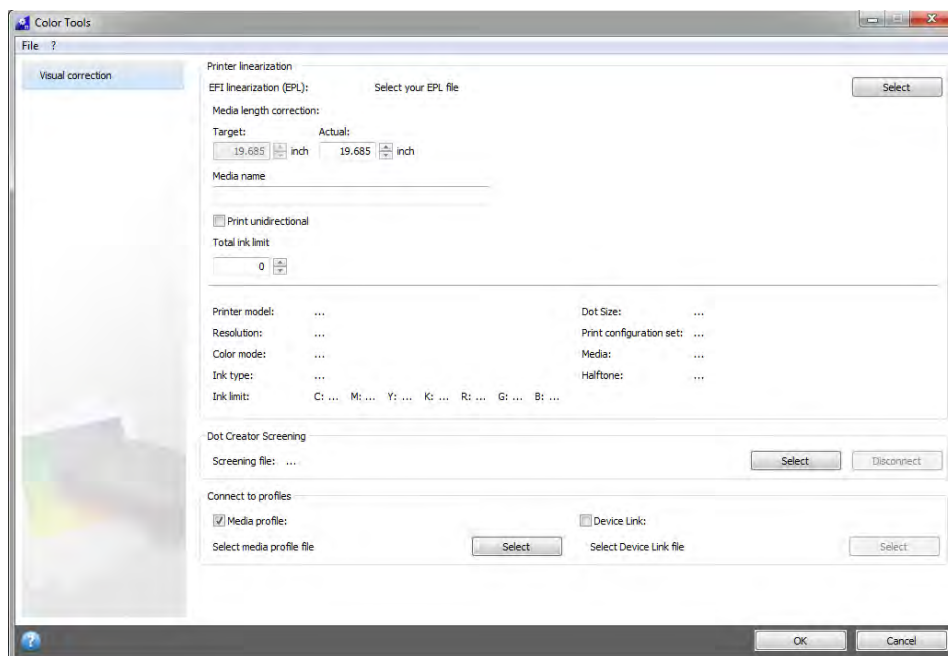 Color Tools
File ?
Visual correction
Printer linearization
EFI linearization (EPL): Select your EPL file Select
Media length correction:
Target: Actual:
19.685 inch 19.685 inch
Media name
Print unidirectional
Total ink limit
0
Printer model: ... Dot Size: ...
Resolution: ... Print configuration set: ...
Color mode: ... Media: ...
Ink type: ... Halftone: ...
Ink limit: C: ... M: ... Y: ... K: ... R: ... G: ... B: ...
Dot Creator Screening
Screening file: ... Select Disconnect
Connect to profiles
Media profile: Device Link:
Select media profile file Select Select Device Link file Select
? OK Cancel